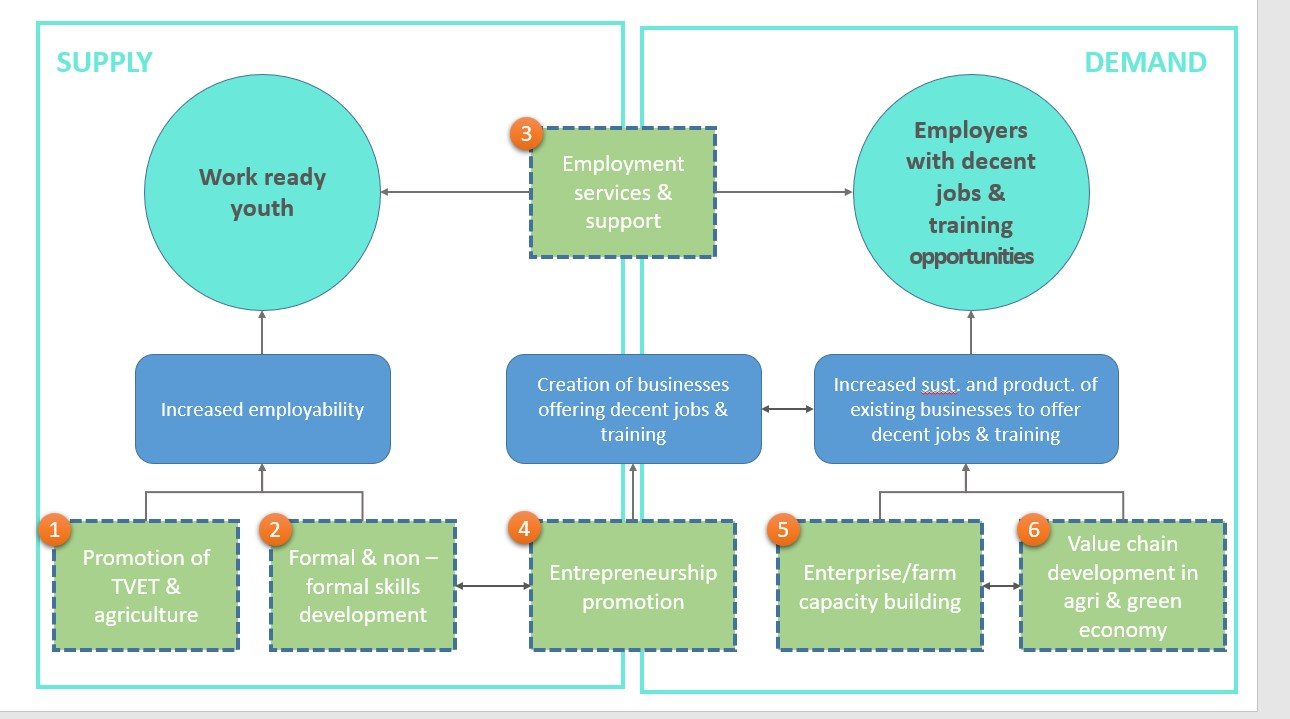 SUPPLY
DEMAND
Work ready
youth
3
Employment
services &
support
Employers
with decent
jobs &
training
opportunities
Increased employability
Creation of businesses
offering decent jobs &
training
Increased sust. and product. of
existing businesses to offer
decent jobs & training
1
Promotion of
TVET &
agriculture
2
Formal & non –
formal skills
development
4
Entrepreneurship
promotion
5
Enterprise/farm
capacity building
6
Value chain
development in
agri & green
economy